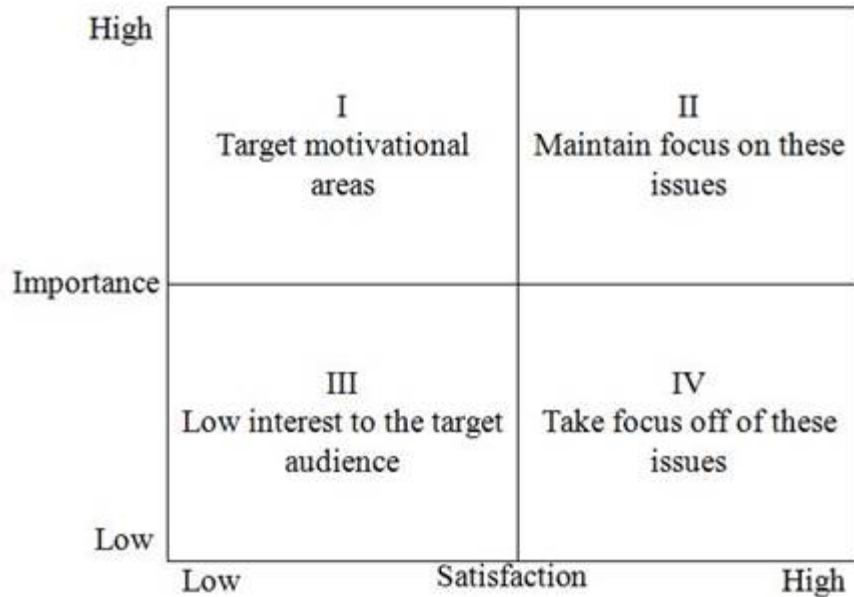 High
I
Target motivational
areas
II
Maintain focus on these
issues
Importance
III
Low interest to the target
audience
IV
Take focus off of these
issues
Low
Low
Satisfaction
High